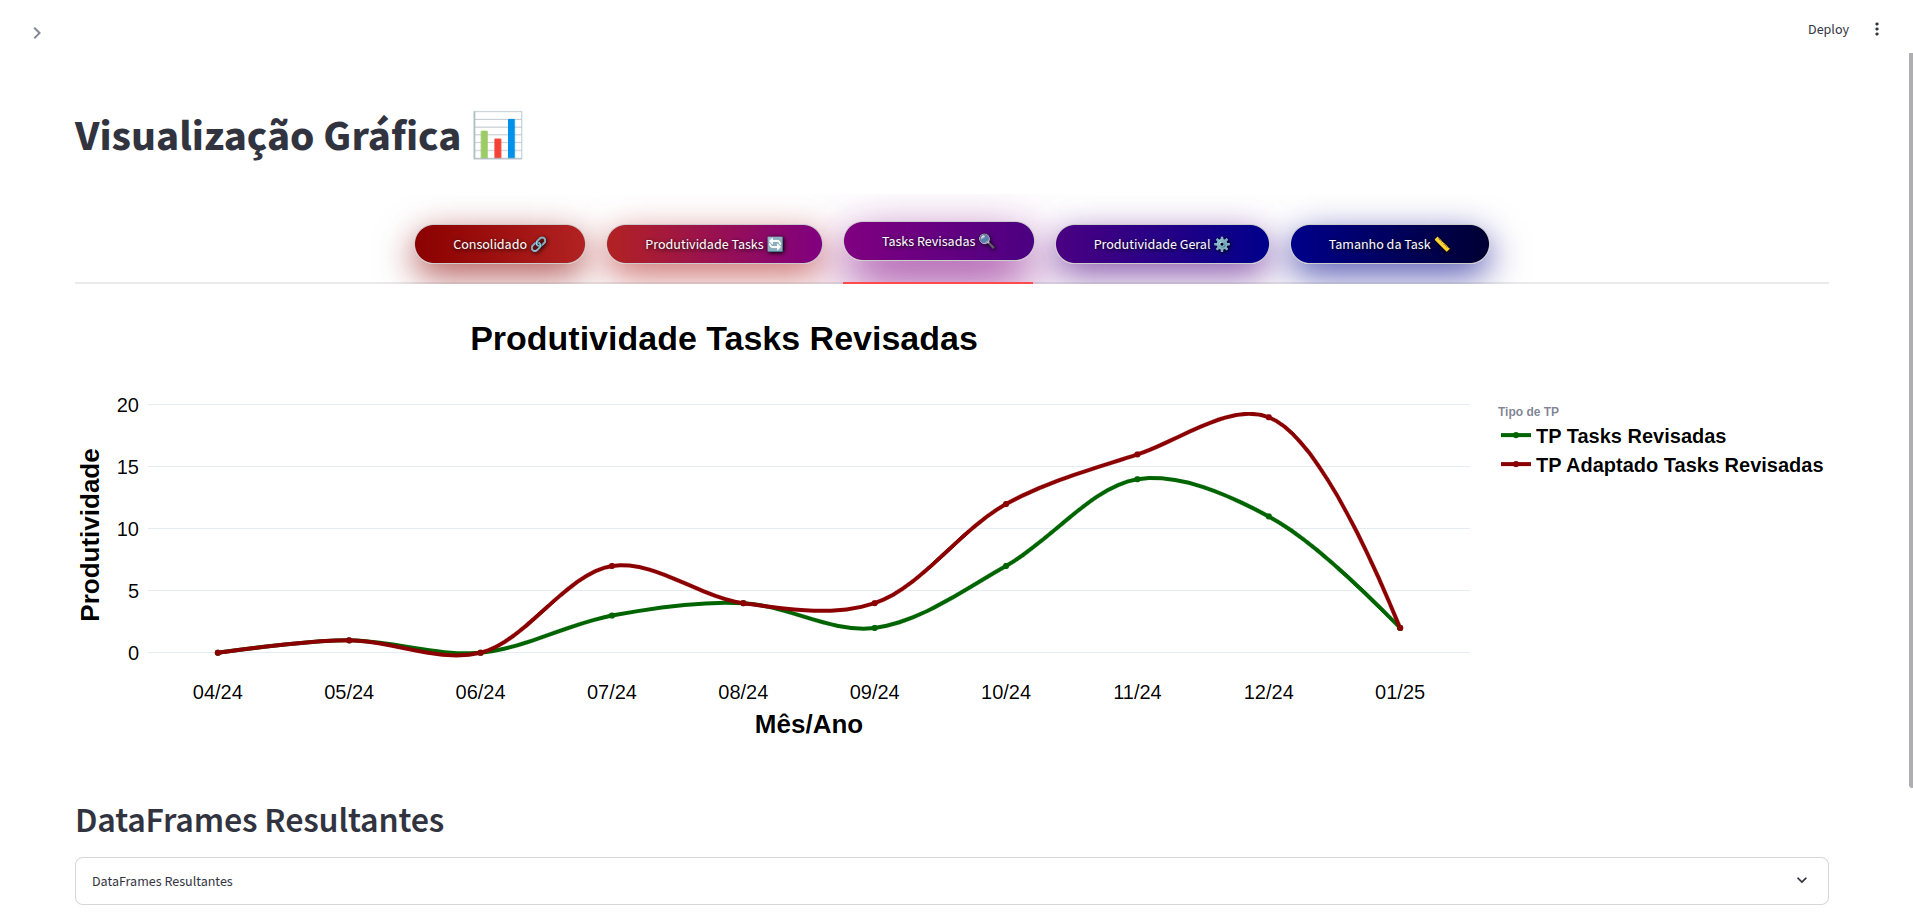 Deploy
Visualização Gráfica 📊
Consolidado 🔗
Produtividade Tasks 🔄
Tasks Revisadas 🔍
Produtividade Geral ⚙️
Tamanho da Task 📏
Produtividade Tasks Revisadas
Produtividade
20
15
10
5
0
04/24 05/24 06/24 07/24 08/24 09/24 10/24 11/24 12/24 01/25
Mês/Ano
Tipo de TP
TP Tasks Revisadas
TP Adaptado Tasks Revisadas
DataFrames Resultantes
DataFrames Resultantes